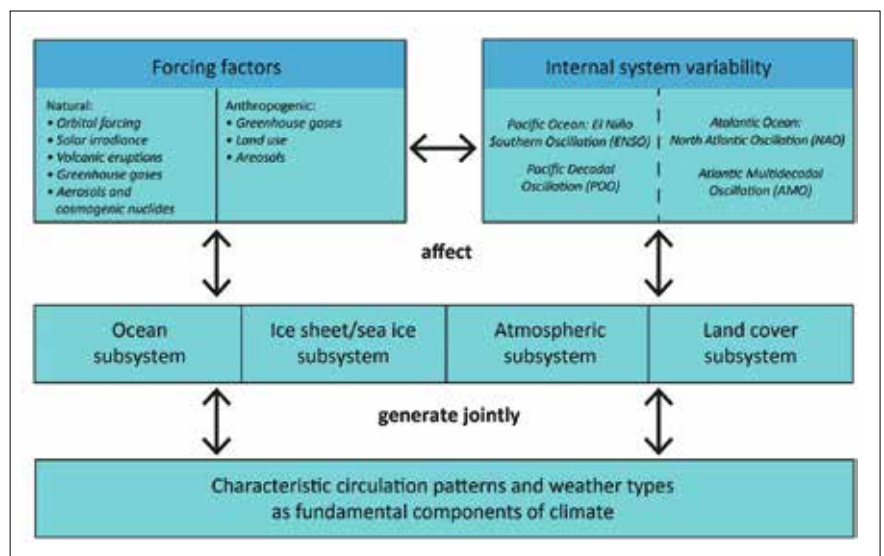 Forcing factors
Natural:
• Orbital forcing
• Solar irradiance
• Volcanic eruptions
• Greenhouse gases
• Aerosols and
cosmogenic nuclides
Anthropogenic:
• Greenhouse gases
• Land use
• Areosols
Internal system variability
Pacific Ocean: El Niño
Southern Oscillation (ENSO)
Pacific Decadal
Oscillation (PDO)
Atalantic Ocean:
North Atlantic Oscillation (NAO)
Atlantic Multidecadal
Oscillation (AMO)
affect
Ocean
subsystem
Ice sheet/sea ice
subsystem
Atmospheric
subsystem
Land cover
subsystem
generate jointly
Characteristic circulation patterns and weather types
as fundamental components of climate